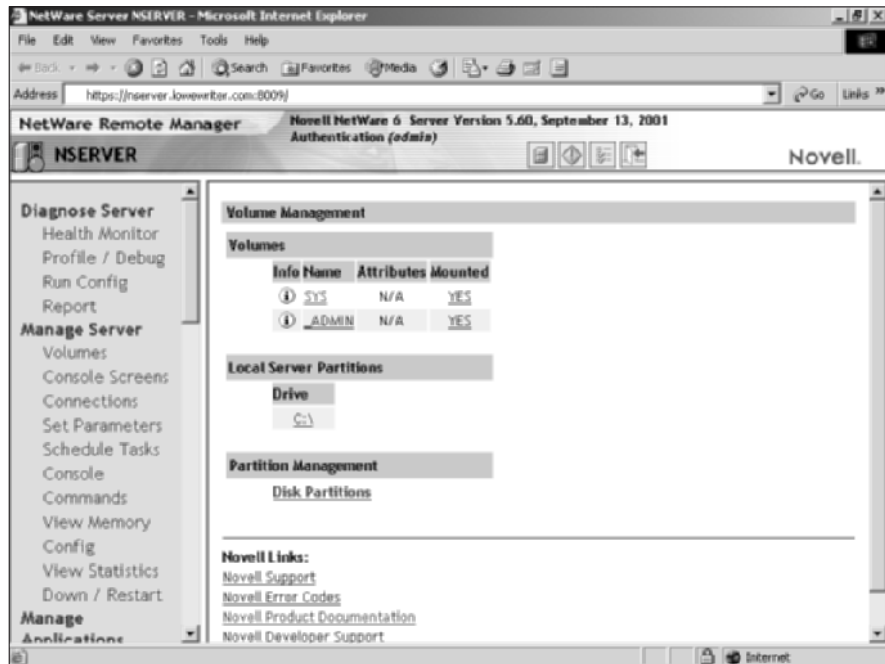 NetWare Server NSERVER - Microsoft Internet Explorer
File Edit View Favorites Tools Help
Back Search Favorites Media
Address https://nserver.lowewriter.com:8009/ Go Links »
NetWare Remote Manager
Novell NetWare 6 Server Version 5.60, September 13, 2001
Authentication (admin)
NSERVER
Novell.
Diagnose Server
Health Monitor
Profile / Debug
Run Config
Report
Manage Server
Volumes
Console Screens
Connections
Set Parameters
Schedule Tasks
Console
Commands
View Memory
Config
View Statistics
Down / Restart
Manage
Applications
Volume Management
Volumes
Info Name Attributes Mounted
SYS N/A YES
_ADMIN N/A YES
Local Server Partitions
Drive
C:\
Partition Management
Disk Partitions
Novell Links:
Novell Support
Novell Error Codes
Novell Product Documentation
Novell Developer Support
Internet